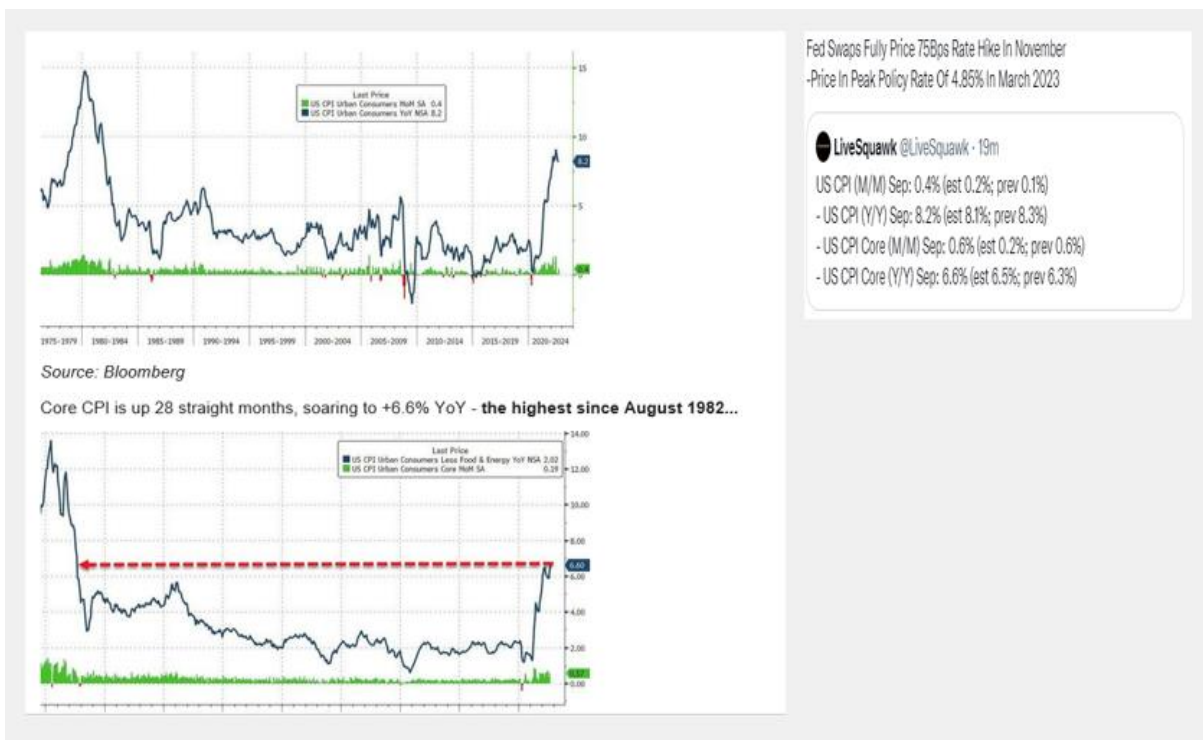 Last Price
US CPI Urban Consumers MoM SA 0.4
US CPI Urban Consumers YoY NSA 8.2
15
10
8.2
5
0.4
1975-1979 1980-1984 1985-1989 1990-1994 1995-1999 2000-2004 2005-2009 2010-2014 2015-2019 2020-2024
Source: Bloomberg
Core CPI is up 28 straight months, soaring to +6.6% YoY - the highest since August 1982...
Last Price
US CPI Urban Consumers Less Food & Energy YoY NSA 2.02
US CPI Urban Consumers Core MoM SA 0.19
14.00
12.00
10.00
8.00
6.60
6.00
4.00
2.00
0.57
0.00
Fed Swaps Fully Price 75Bps Rate Hike In November
-Price In Peak Policy Rate Of 4.85% In March 2023
LiveSquawk @LiveSquawk · 19m
US CPI (M/M) Sep: 0.4% (est 0.2%; prev 0.1%)
- US CPI (Y/Y) Sep: 8.2% (est 8.1%; prev 8.3%)
- US CPI Core (M/M) Sep: 0.6% (est 0.2%; prev 0.6%)
- US CPI Core (Y/Y) Sep: 6.6% (est 6.5%; prev 6.3%)